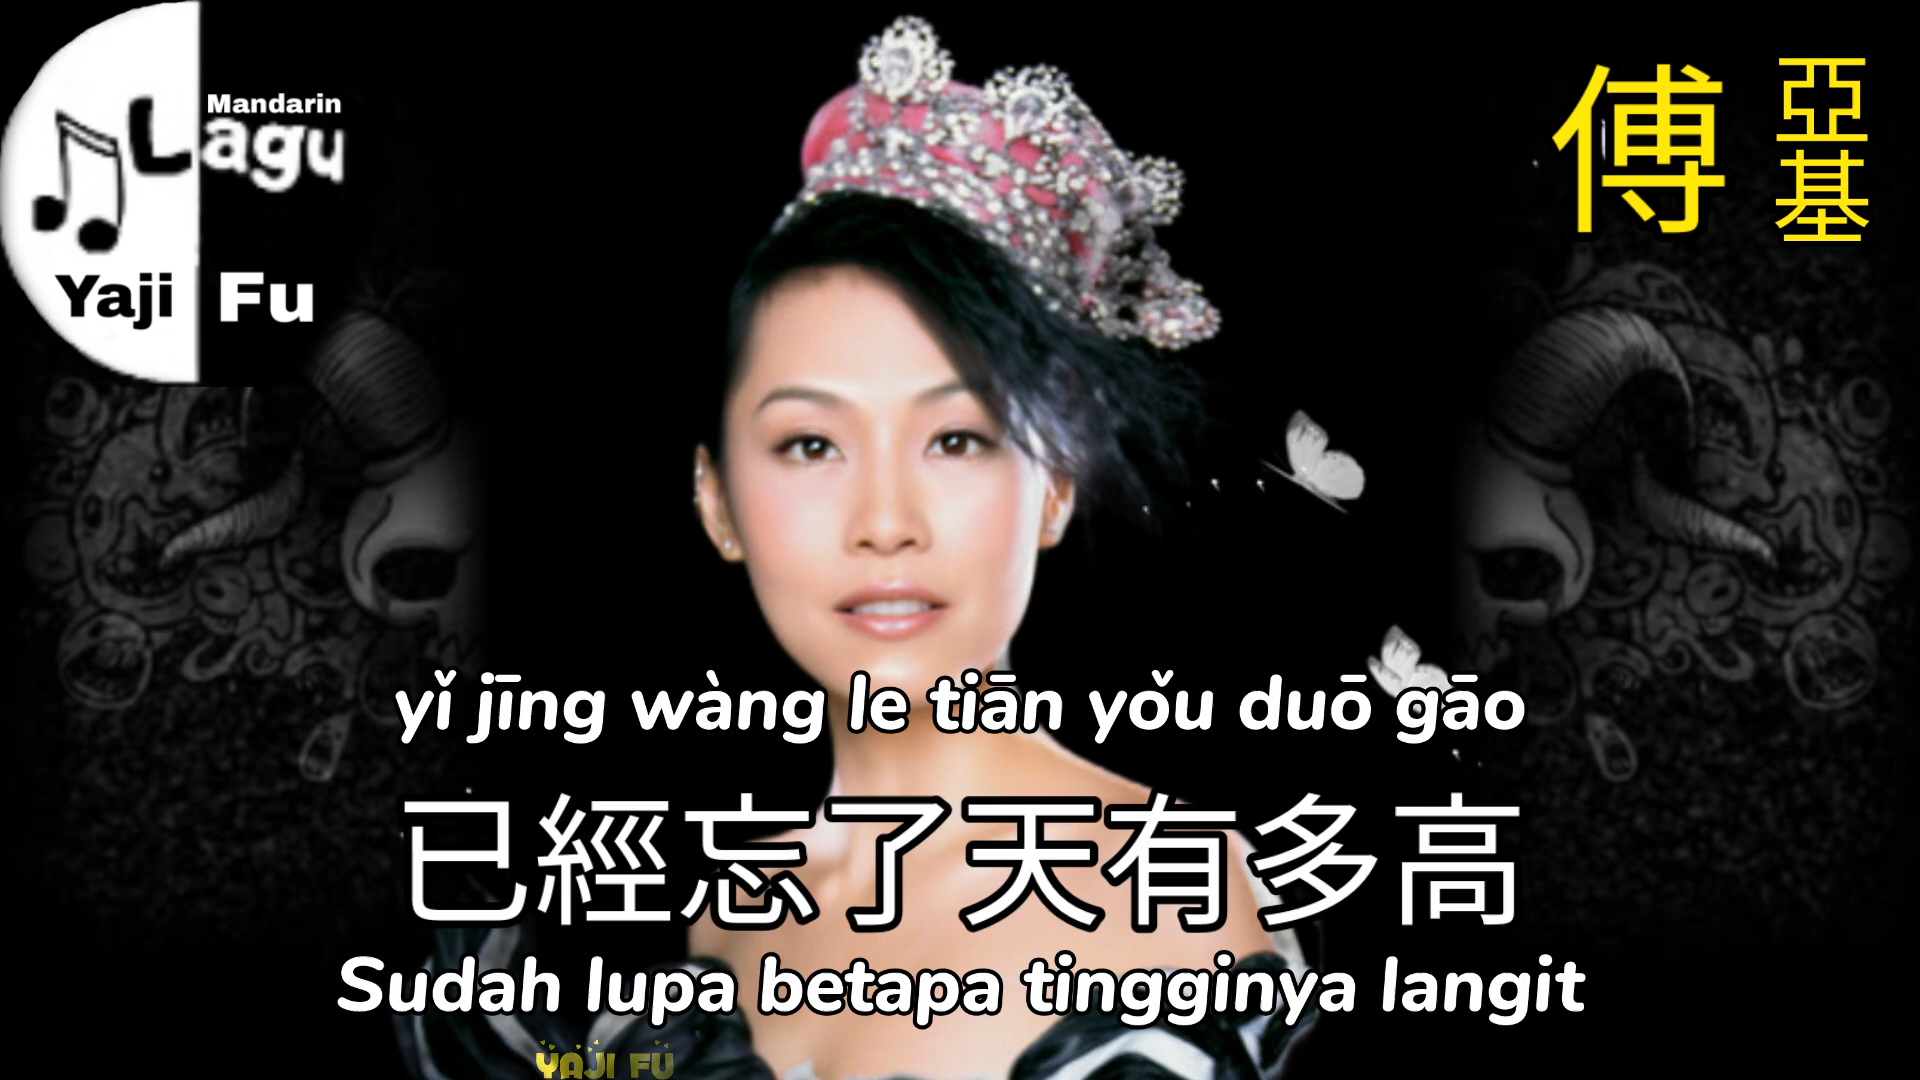 Mandarin
Lagu
Yaji Fu
傅
亞基
yǐ jīng wàng le tiān yǒu duō gāo
已經忘了天有多高
Sudah lupa betapa tingginya langit
YAJI FU